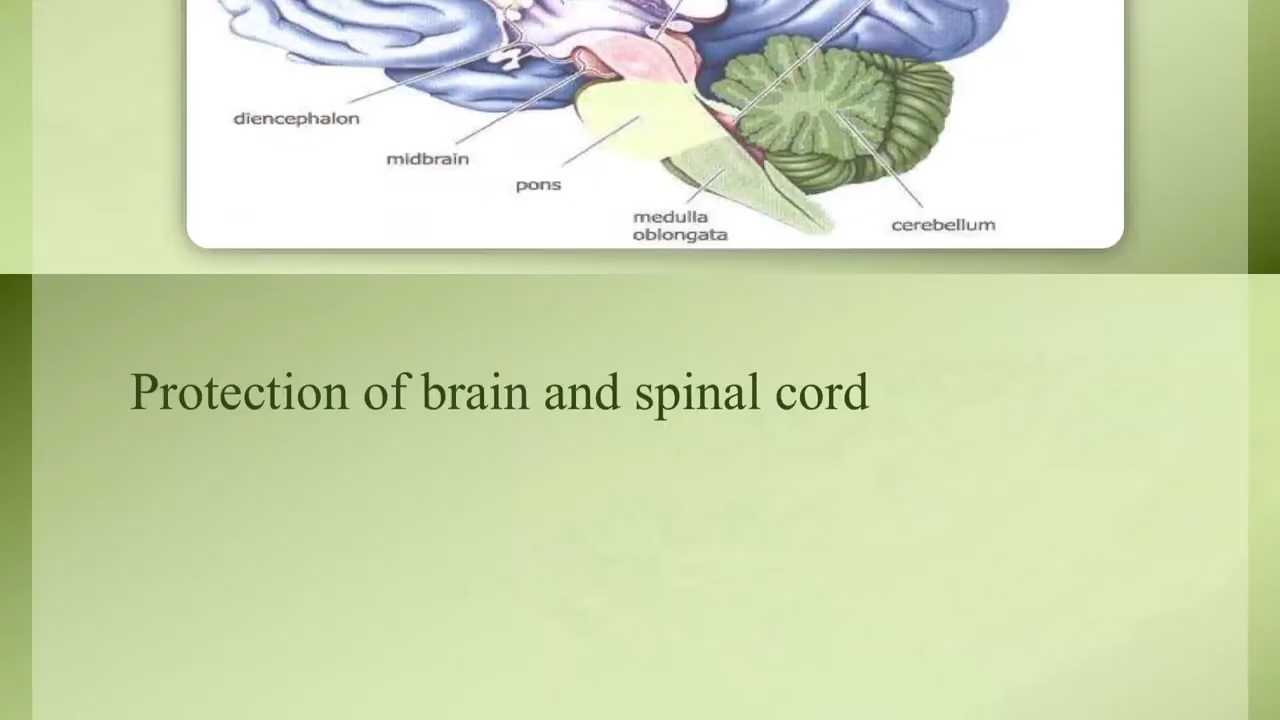 diencephalon
midbrain
pons
medulla
oblongata
cerebellum
Protection of brain and spinal cord